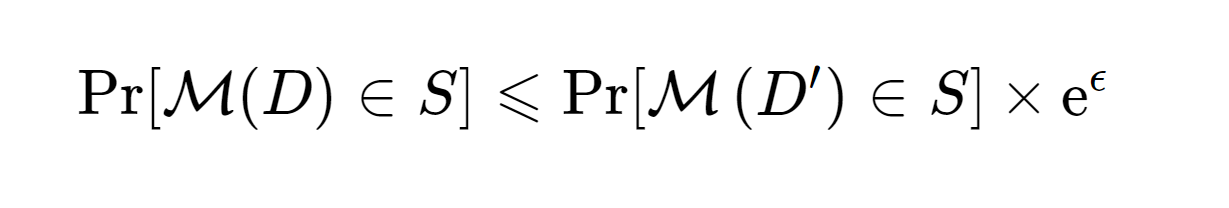 Pr[ℳ(D) ∈ S] ⩽ Pr[ℳ (D′) ∈ S] × e^ϵ